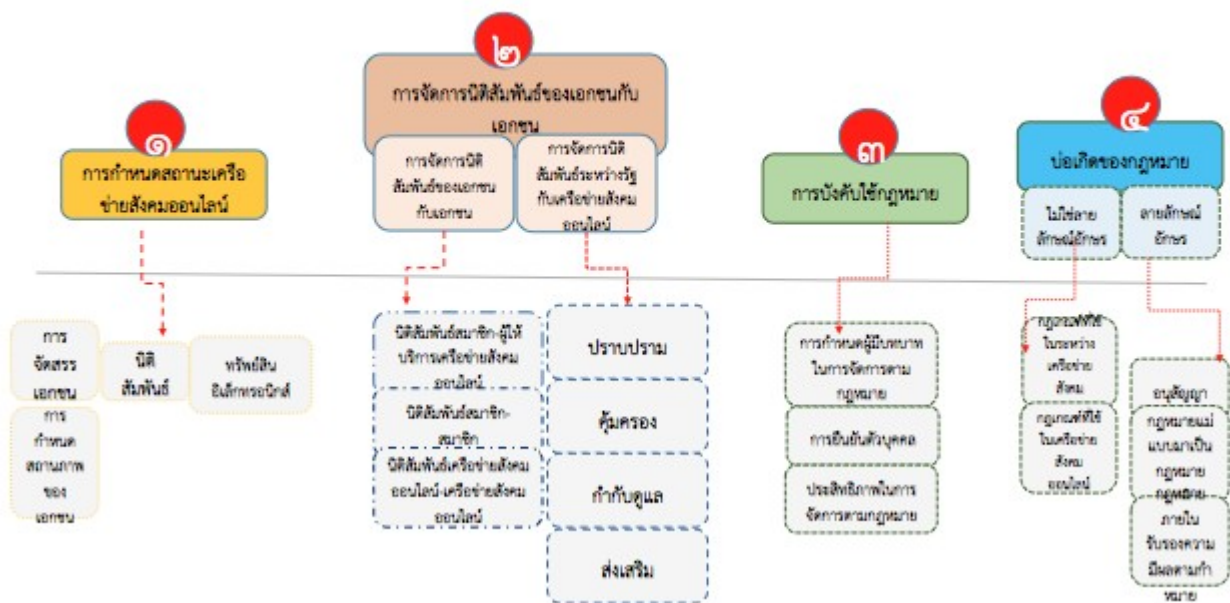 ๑
การกำหนดสถานะเครือ
ข่ายสังคมออนไลน์
การ
จัดสรร
เอกชน
การ
กำหนด
สถานภาพ
ของ
เอกชน
นิติ
สัมพันธ์
ทรัพย์สิน
อิเล็กทรอนิกส์
๒
การจัดการนิติสัมพันธ์ของเอกชนกับ
เอกชน
การจัดการนิติ
สัมพันธ์ของเอกชน
กับเอกชน
การจัดการนิติ
สัมพันธ์ระหว่างรัฐ
กับเครือข่ายสังคม
ออนไลน์
นิติสัมพันธ์สมาชิก-ผู้ให้
บริการเครือข่ายสังคม
ออนไลน์
นิติสัมพันธ์สมาชิก-
สมาชิก
นิติสัมพันธ์เครือข่ายสังคม
ออนไลน์-เครือข่ายสังคม
ออนไลน์
ปราบปราม
คุ้มครอง
กำกับดูแล
ส่งเสริม
๓
การบังคับใช้กฎหมาย
การกำหนดผู้มีบทบาท
ในการจัดการตาม
กฎหมาย
การยืนยันตัวบุคคล
ประสิทธิภาพในการ
จัดการตามกฎหมาย
๔
บ่อเกิดของกฎหมาย
ไม่ใช่ลาย
ลักษณ์อักษร
ลายลักษณ์
อักษร
กฎเกณฑ์ที่ใช้
ในระหว่าง
เครือข่าย
สังคม
กฎเกณฑ์ที่ใช้
ในเครือข่าย
สังคม
ออนไลน์
อนุสัญญา
กฎหมายแม่
แบบมาเป็น
กฎหมาย
กฎหมาย
ภายใน
รับรองความ
มีผลตามกำ
หมาย